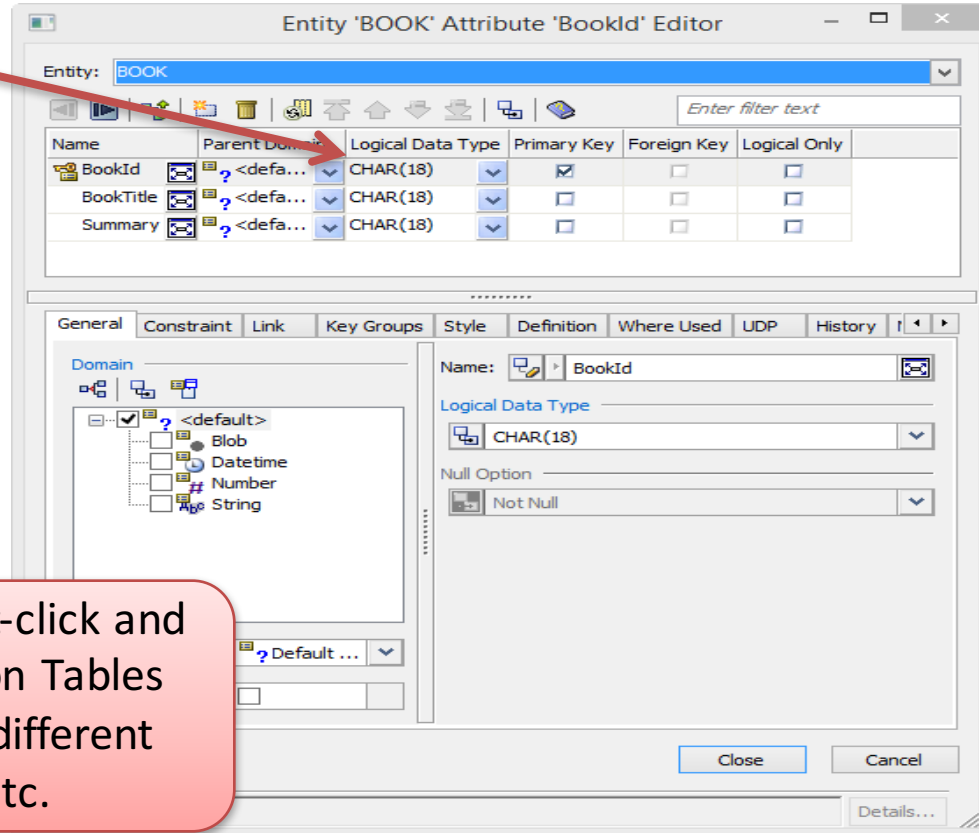 Entity 'BOOK' Attribute 'BookId' Editor
Entity: BOOK
Enter filter text
Name Parent Domain Logical Data Type Primary Key Foreign Key Logical Only
BookId <defa... CHAR(18)
BookTitle <defa... CHAR(18)
Summary <defa... CHAR(18)
General Constraint Link Key Groups Style Definition Where Used UDP History
Domain
<default>
Blob
Datetime
Number
String
Name: BookId
Logical Data Type
CHAR(18)
Null Option
Not Null
Default ...
-click and
on Tables
different
tc.
Close Cancel
Details...